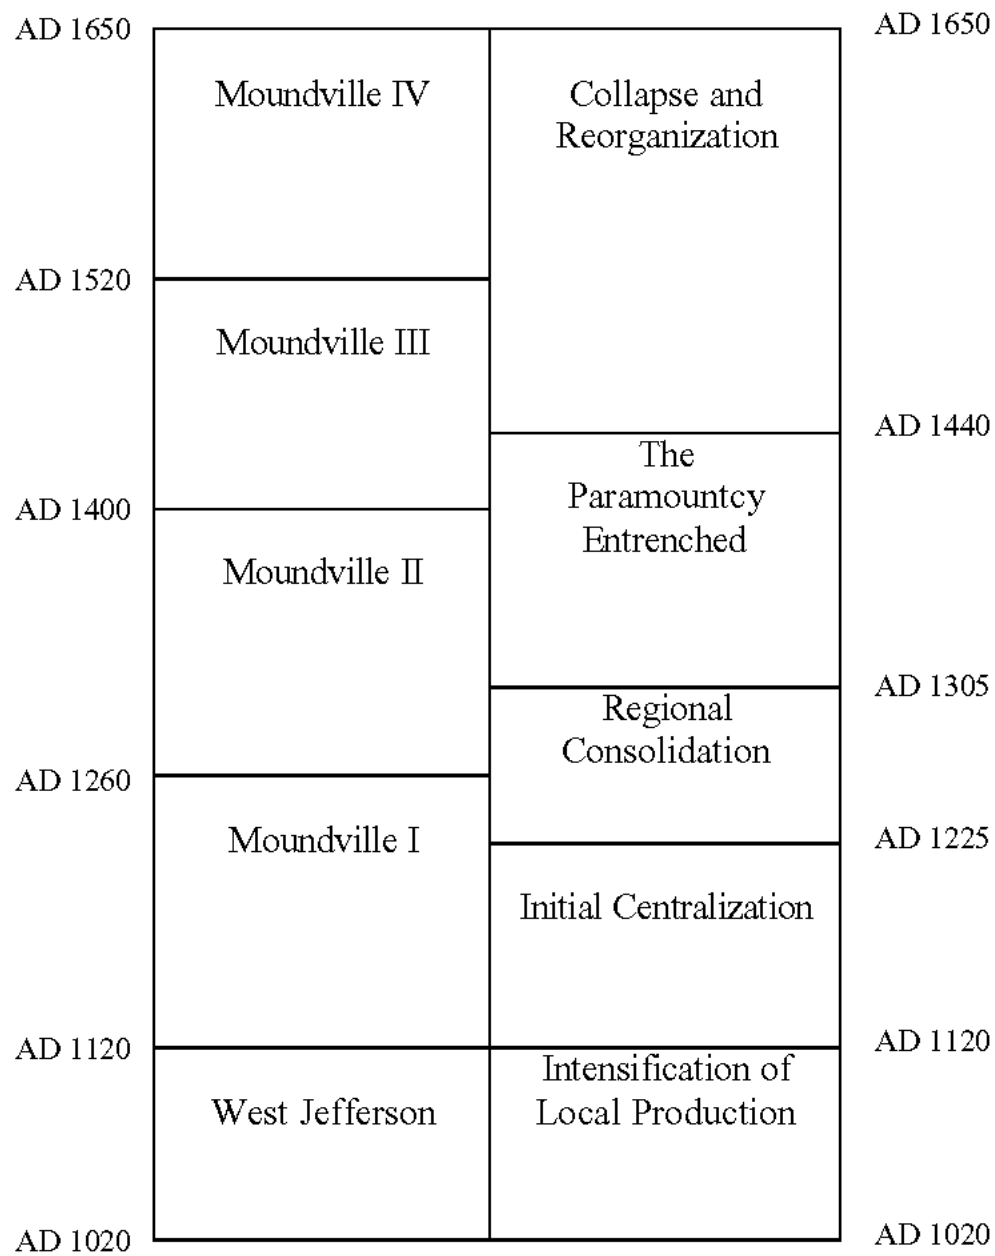 AD 1650
AD 1650
Moundville IV
Collapse and
Reorganization
AD 1520
Moundville III
AD 1440
The
Paramountcy
Entrenched
AD 1400
Moundville II
AD 1305
Regional
Consolidation
AD 1260
AD 1225
Moundville I
Initial Centralization
AD 1120
AD 1120
Intensification of
Local Production
West Jefferson
AD 1020
AD 1020